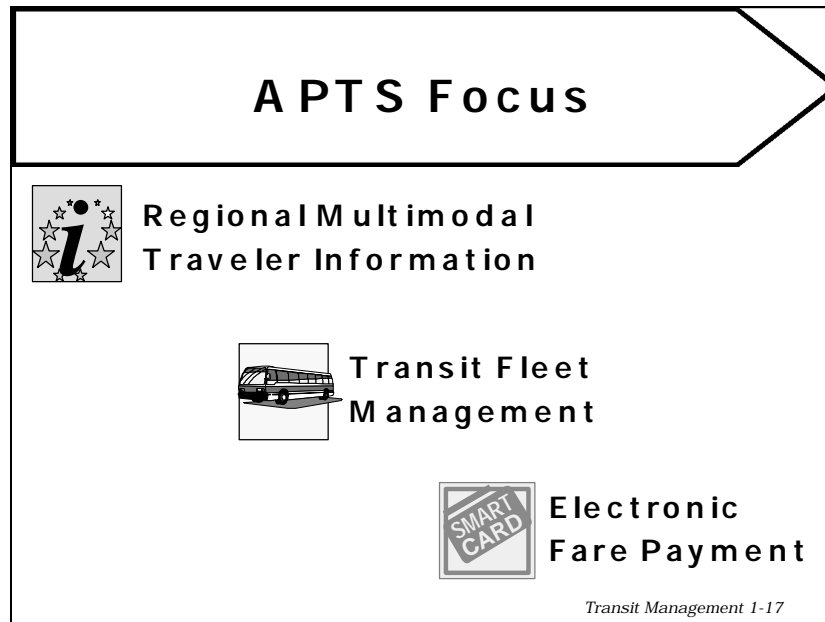 APTS Focus
i
Regional Multimodal
Traveler Information
Transit Fleet
Management
SMART
CARD
Electronic
Fare Payment
Transit Management 1-17